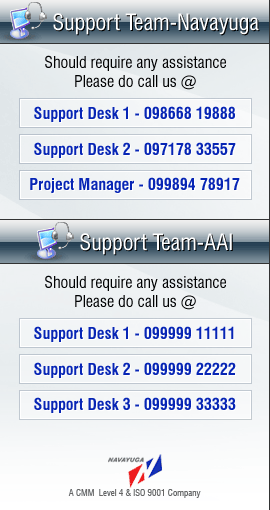 Support Team-Navayuga
Should require any assistance
Please do call us @
Support Desk 1 - 098668 19888
Support Desk 2 - 097178 33557
Project Manager - 099894 78917
Support Team-AAI
Should require any assistance
Please do call us @
Support Desk 1 - 099999 11111
Support Desk 2 - 099999 22222
Support Desk 3 - 099999 33333
NAVAYUGA
A CMM Level 4 & ISO 9001 Company